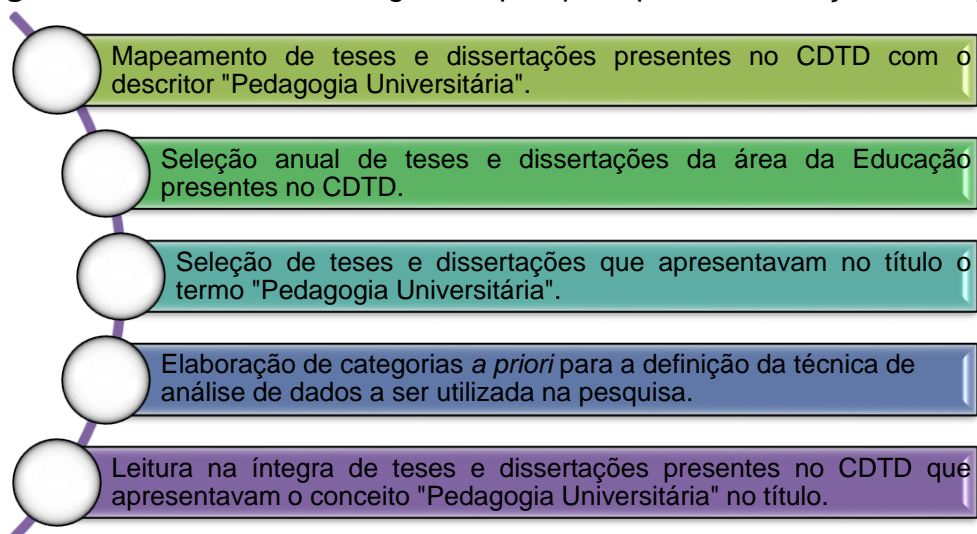 Mapeamento de teses e dissertações presentes no CDTD com o
descritor "Pedagogia Universitária".
Seleção anual de teses e dissertações da área da Educação
presentes no CDTD.
Seleção de teses e dissertações que apresentavam no título o
termo "Pedagogia Universitária".
Elaboração de categorias a priori para a definição da técnica de
análise de dados a ser utilizada na pesquisa.
Leitura na íntegra de teses e dissertações presentes no CDTD que
apresentavam o conceito "Pedagogia Universitária" no título.